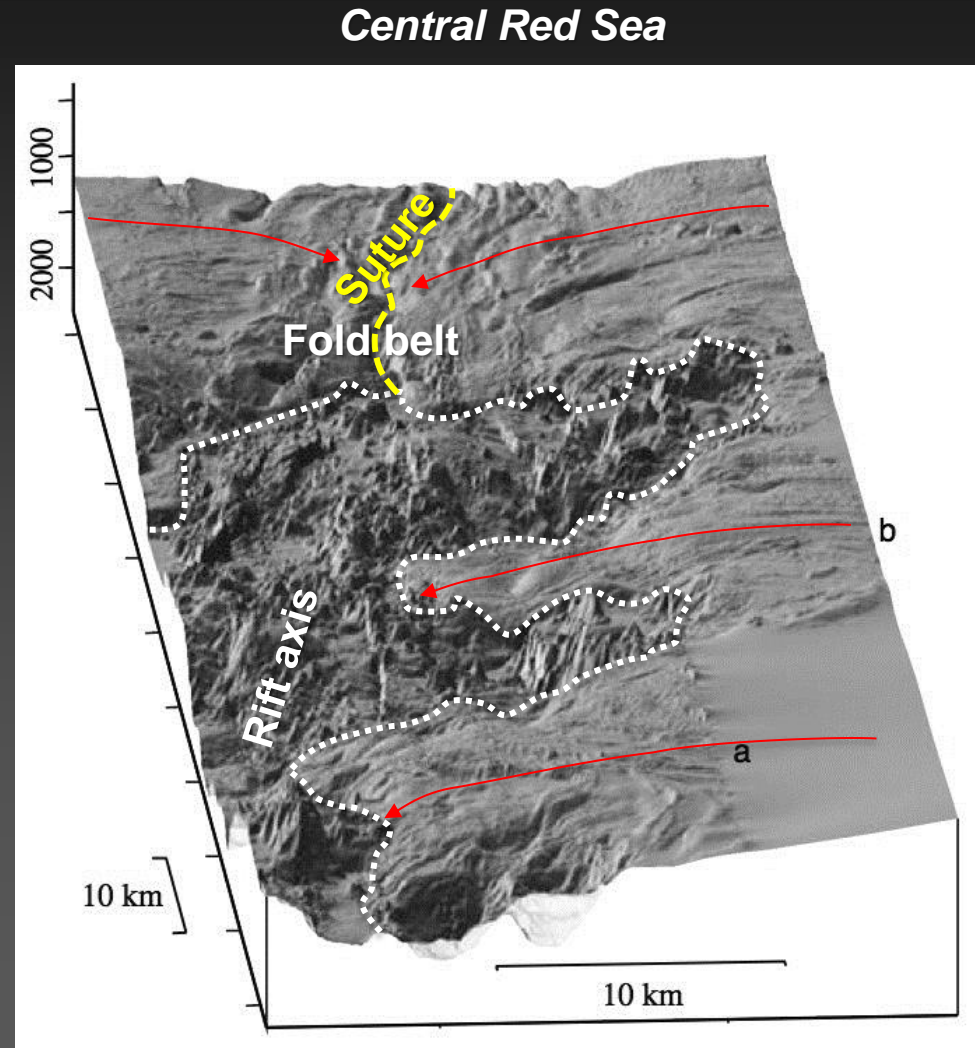 Central Red Sea
1000
2000
Suture
Fold belt
b
Rift axis
a
10 km
10 km